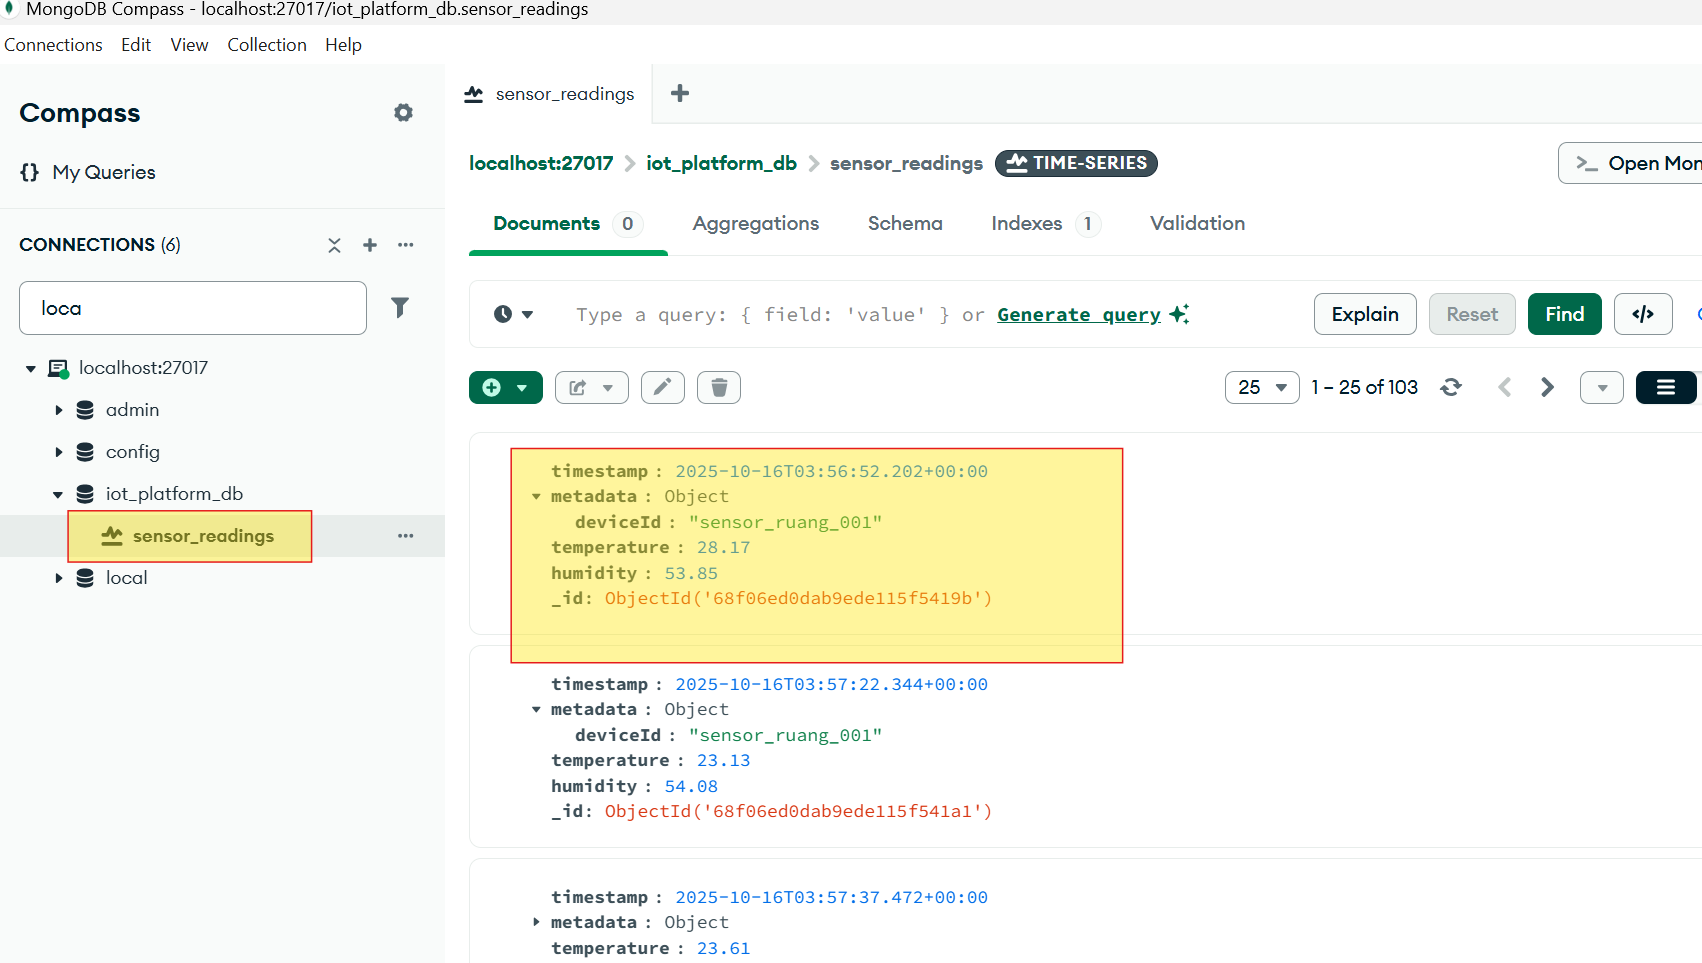 MongoDB Compass - localhost:27017/iot_platform_db.sensor_readings
Connections Edit View Collection Help
Compass
{} My Queries
CONNECTIONS (6)
loca
localhost:27017
admin
config
iot_platform_db
sensor_readings
local
sensor_readings
localhost:27017 > iot_platform_db > sensor_readings TIME-SERIES
>_ Open Mon
Documents 0 Aggregations Schema Indexes 1 Validation
Type a query: { field: 'value' } or Generate query
Explain Reset Find </>
25 1 – 25 of 103
timestamp : 2025-10-16T03:56:52.202+00:00
metadata : Object
deviceId : "sensor_ruang_001"
temperature : 28.17
humidity : 53.85
_id: ObjectId('68f06ed0dab9ede115f5419b')
timestamp : 2025-10-16T03:57:22.344+00:00
metadata : Object
deviceId : "sensor_ruang_001"
temperature : 23.13
humidity : 54.08
_id: ObjectId('68f06ed0dab9ede115f541a1')
timestamp : 2025-10-16T03:57:37.472+00:00
metadata : Object
temperature : 23.61